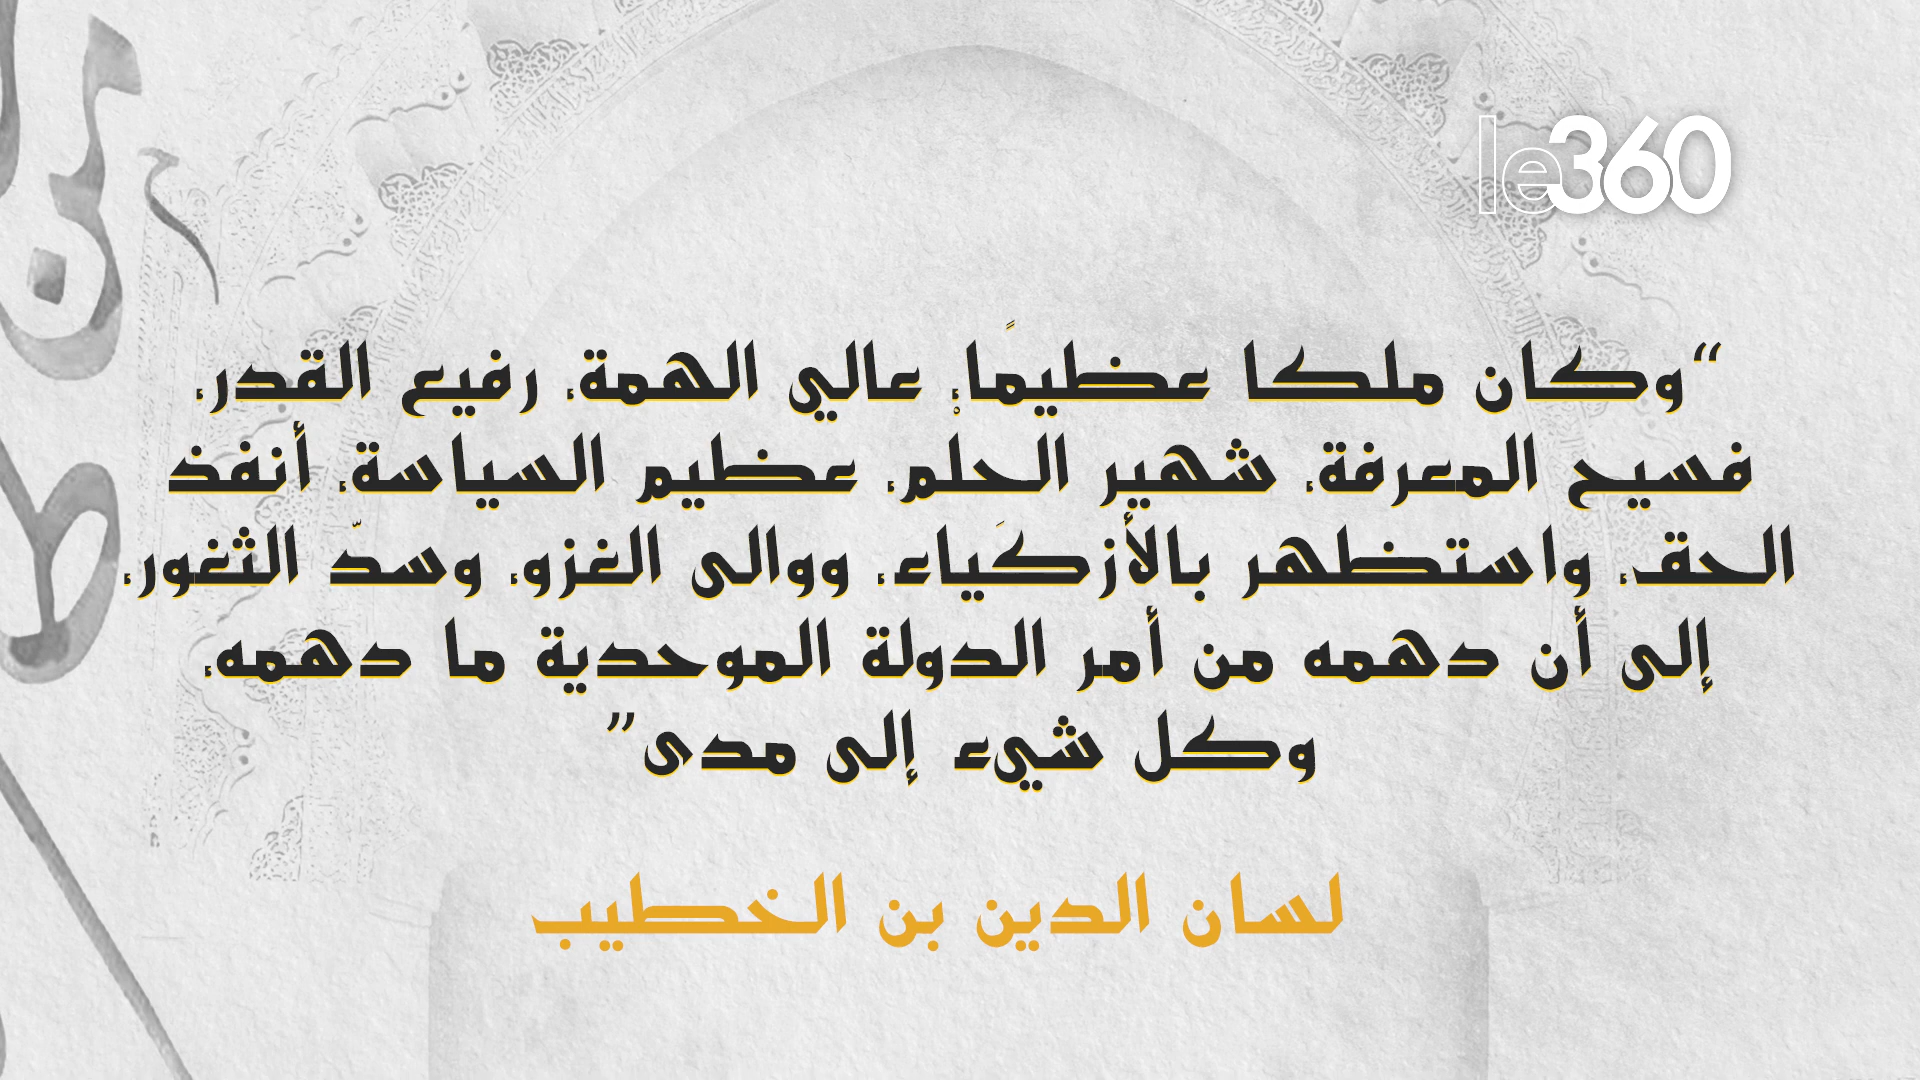 le360
“وكان ملكا عظيمًا، عالي الهمة، رفيع القدر،
فسيح المعرفة، شهير الحلم، عظيم السياسة، أنفذ
الحق، واستظهر بالأزكَياء، ووالى الغزو، وسدّ الثغور،
إلى أن دهمه من أمر الدولة الموحدية ما دهمه،
وكل شيء إلى مدى”
لسان الدين بن الخطيب